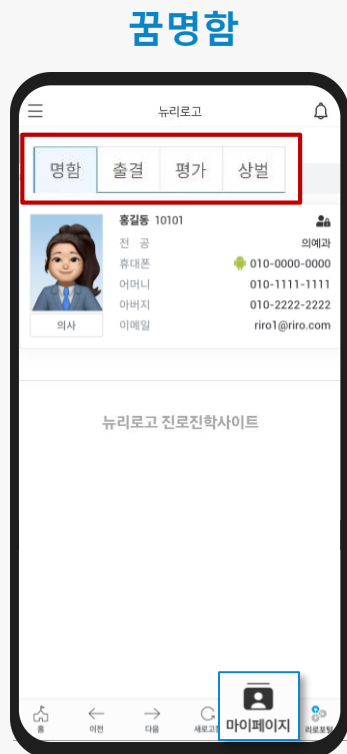 꿈명함
뉴리로고
명함 출결 평가 상벌
홍길동 10101
전 공 의예과
휴대폰 010-0000-0000
어머니 010-1111-1111
아버지 010-2222-2222
의사 이메일 riro1@riro.com
뉴리로고 진로진학사이트
홈 이전 다음 마이페이지